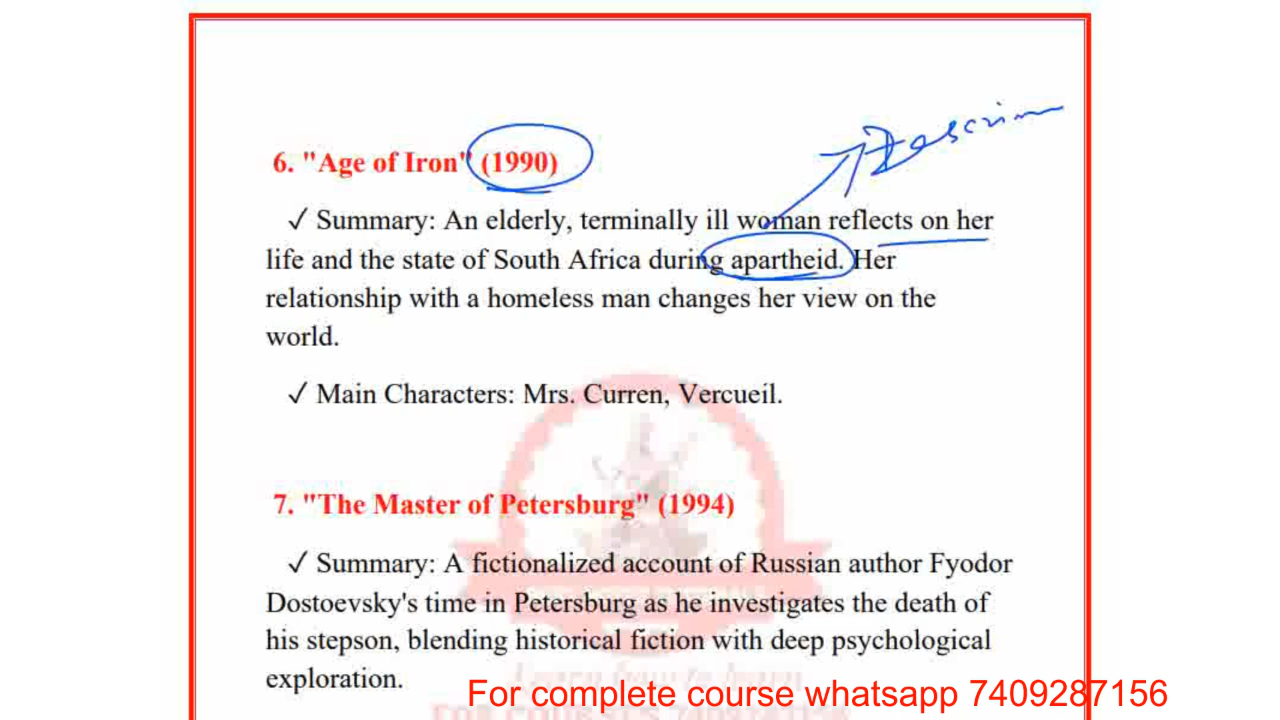 6. "Age of Iron" (1990)
✓ Summary: An elderly, terminally ill woman reflects on her
life and the state of South Africa during apartheid. Her
relationship with a homeless man changes her view on the
world.
✓ Main Characters: Mrs. Curren, Vercueil.
7. "The Master of Petersburg" (1994)
✓ Summary: A fictionalized account of Russian author Fyodor
Dostoevsky's time in Petersburg as he investigates the death of
his stepson, blending historical fiction with deep psychological
exploration.
For complete course whatsapp 7409287156